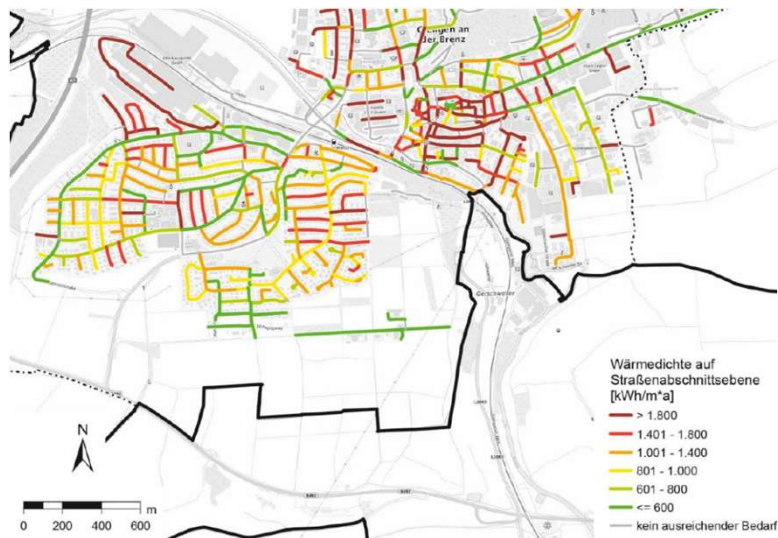 Giengen an
der Brenz
Gerschweiler
Wärmedichte auf
Straßenabschnittsebene
[kWh/m*a]
> 1.800
1.401 - 1.800
1.001 - 1.400
801 - 1.000
601 - 800
<= 600
kein ausreichender Bedarf
N
0 200 400 600 m